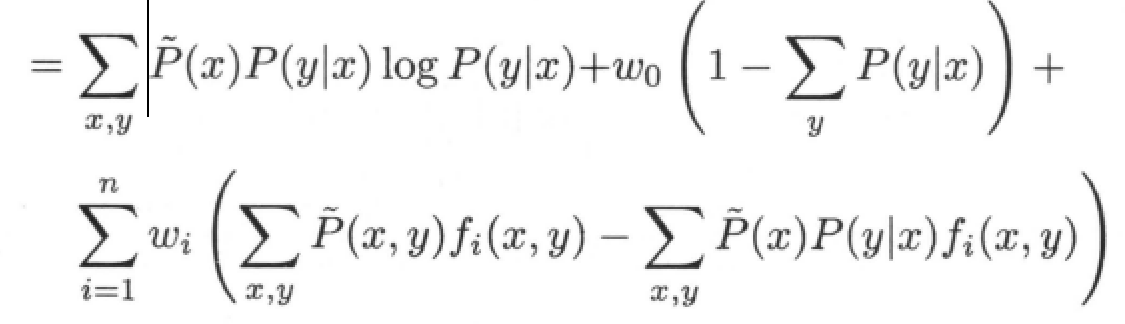 = \sum_{x,y} \tilde{P}(x)P(y|x) \log P(y|x) + w_0 \left( 1 - \sum_{y} P(y|x) \right) +
\sum_{i=1}^{n} w_i \left( \sum_{x,y} \tilde{P}(x,y) f_i(x,y) - \sum_{x,y} \tilde{P}(x)P(y|x) f_i(x,y) \right)